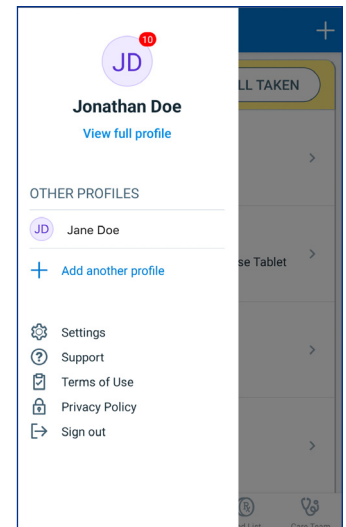 10
JD
Jonathan Doe
View full profile
OTHER PROFILES
JD Jane Doe
Add another profile
Settings
Support
Terms of Use
Privacy Policy
Sign out
LL TAKEN
se Tablet
d List
Care Team